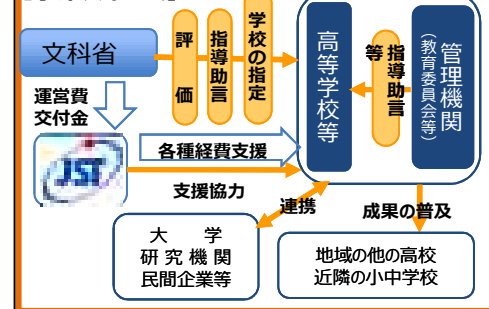 文科省
評価
指導助言
学校の指定
高等学校等
指導助言等
管理機関
(教育委員会等)
運営費
交付金
JST
各種経費支援
支援協力
連携
成果の普及
大学
研究機関
民間企業等
地域の他の高校
近隣の小中学校